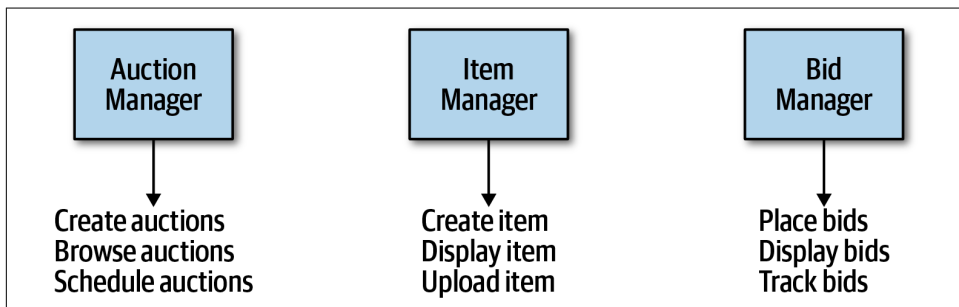 Auction
Manager
Create auctions
Browse auctions
Schedule auctions
Item
Manager
Create item
Display item
Upload item
Bid
Manager
Place bids
Display bids
Track bids